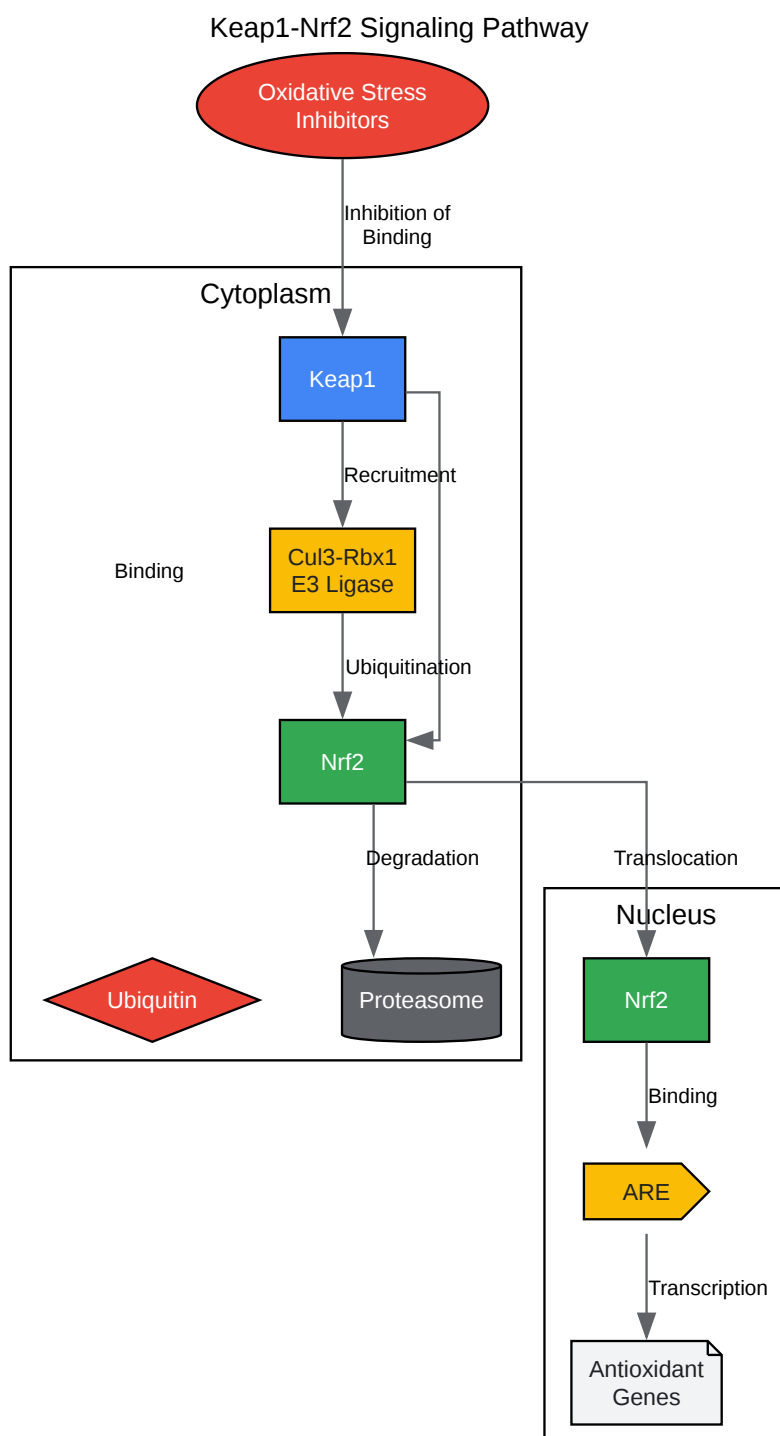 Keap1-Nrf2 Signaling Pathway
Oxidative Stress
Inhibitors
Inhibition of
Binding
Cytoplasm
Keap1
Recruitment
Binding
Cul3-Rbx1
E3 Ligase
Ubiquitination
Nrf2
Degradation
Translocation
Nucleus
Ubiquitin
Proteasome
Nrf2
Binding
ARE
Transcription
Antioxidant
Genes